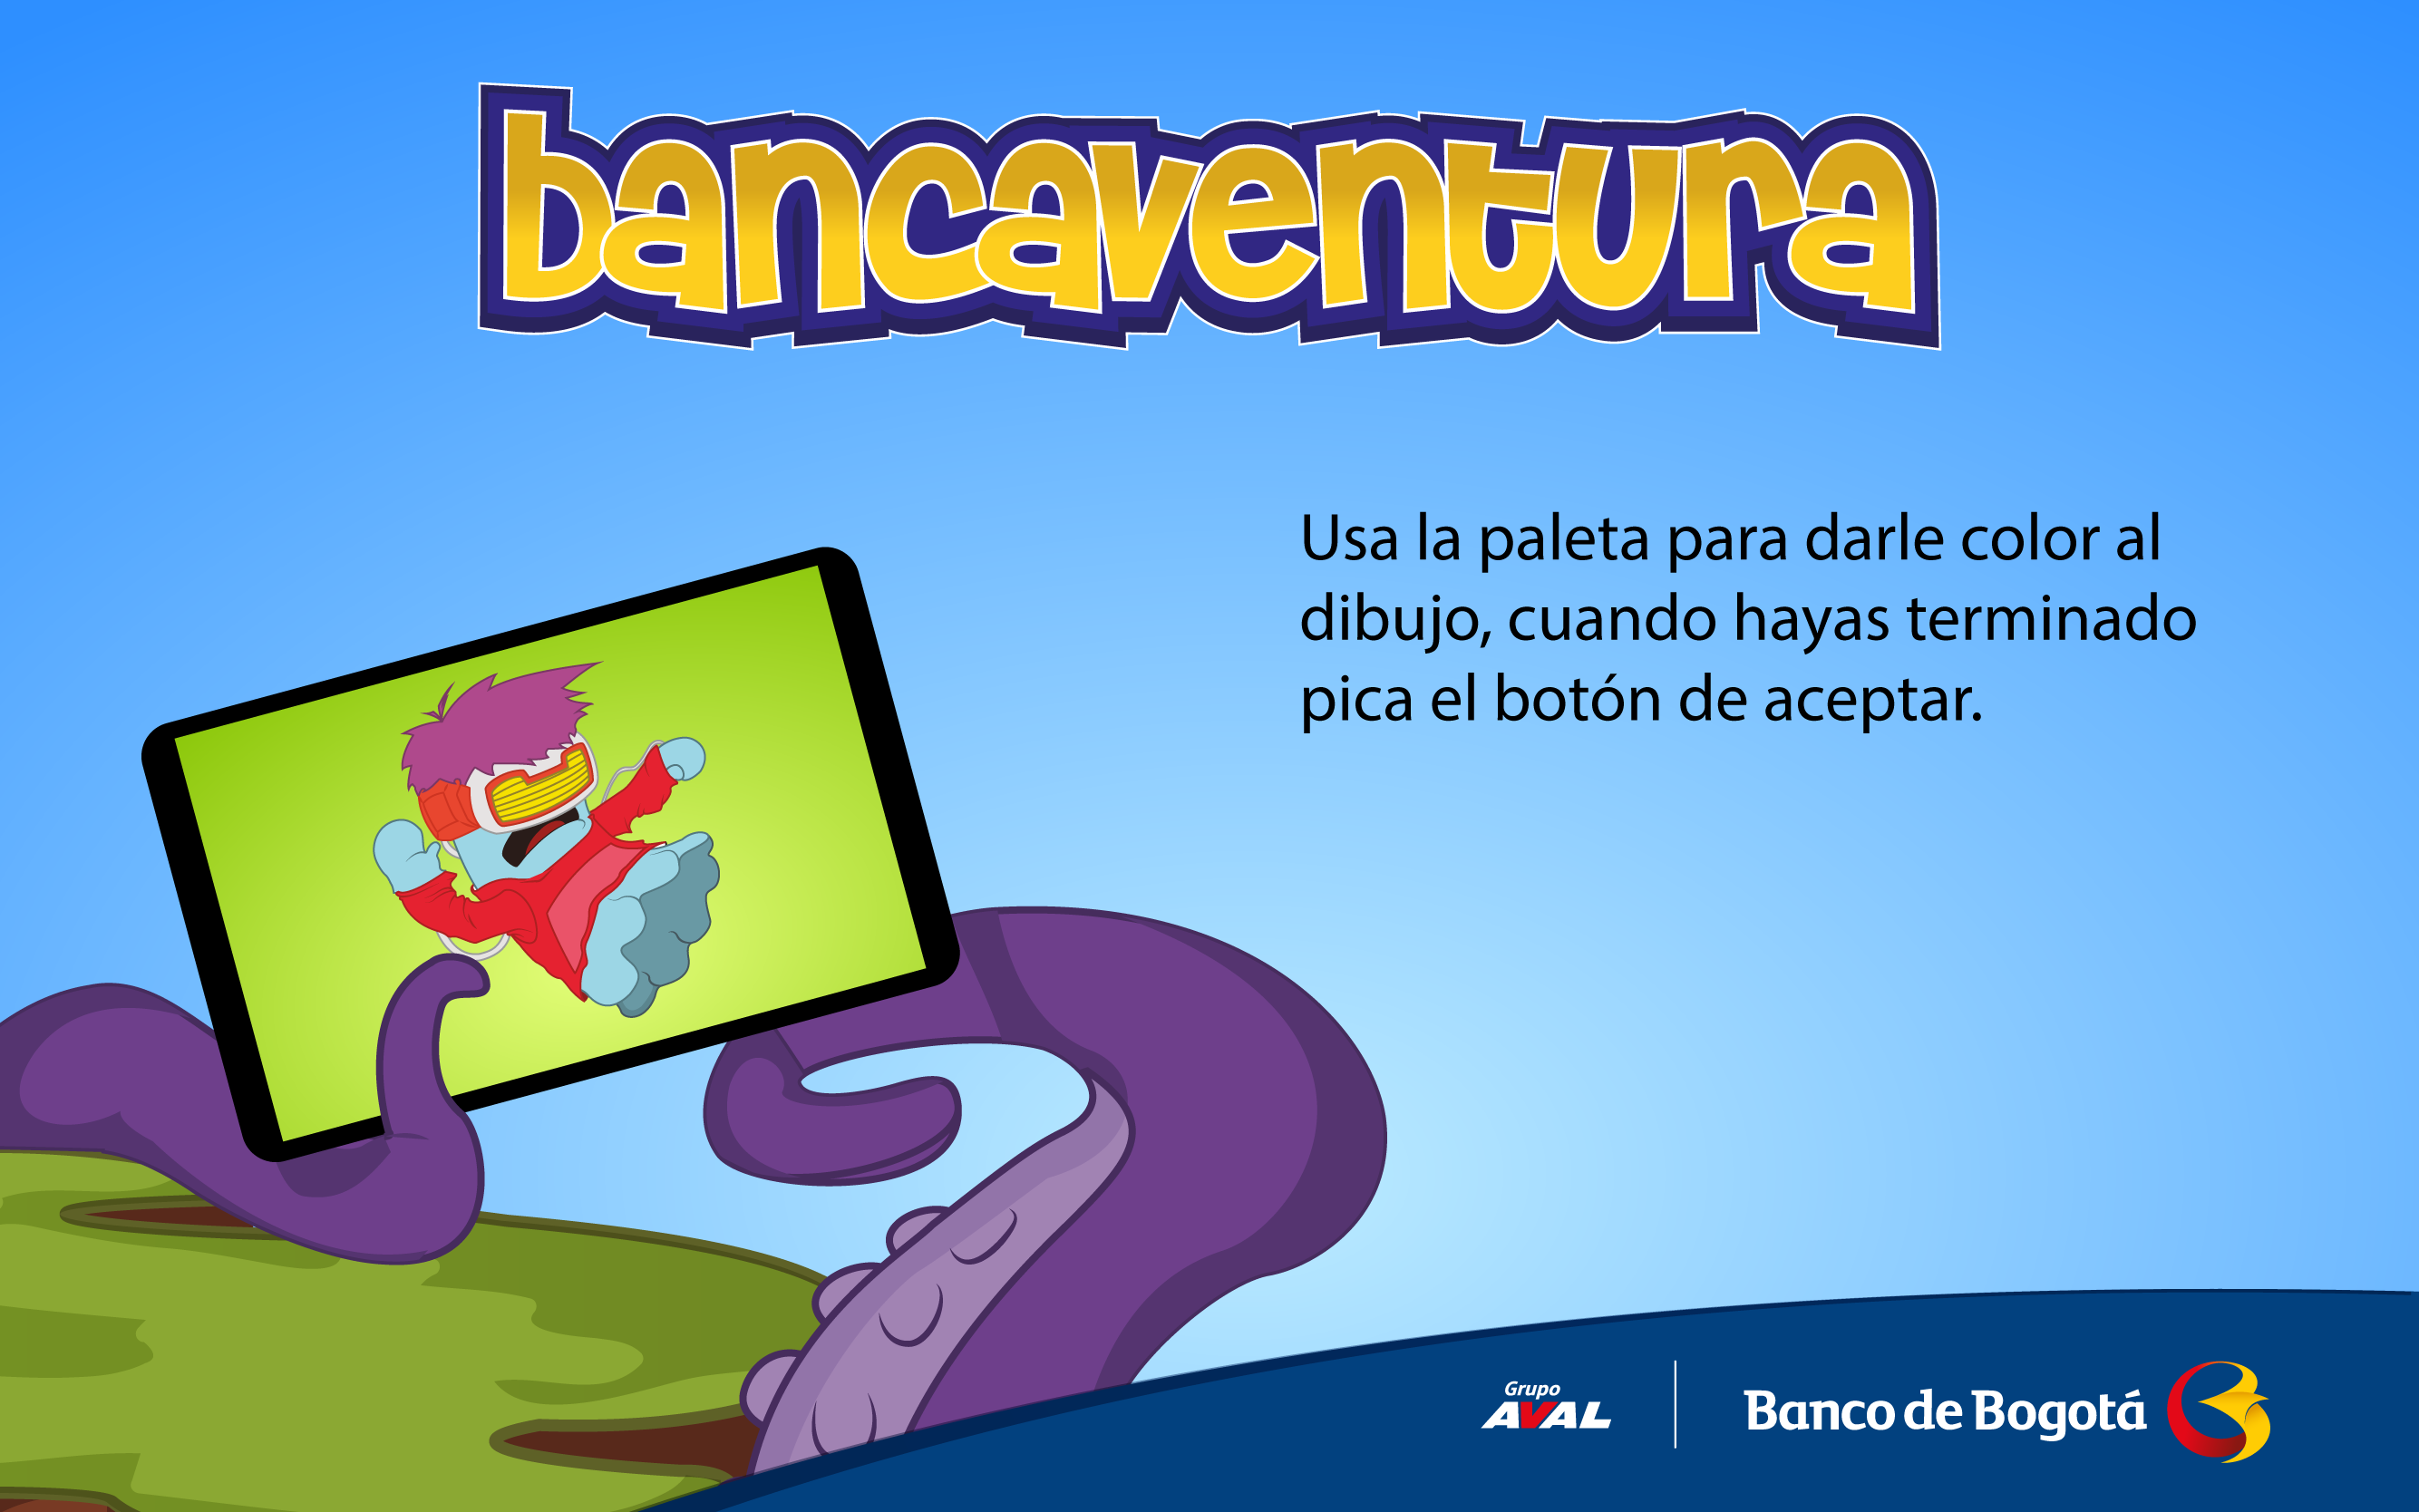 bancaventura
Usa la paleta para darle color al
dibujo, cuando hayas terminado
pica el botón de aceptar.
Grupo
AVAL
Banco de Bogotá